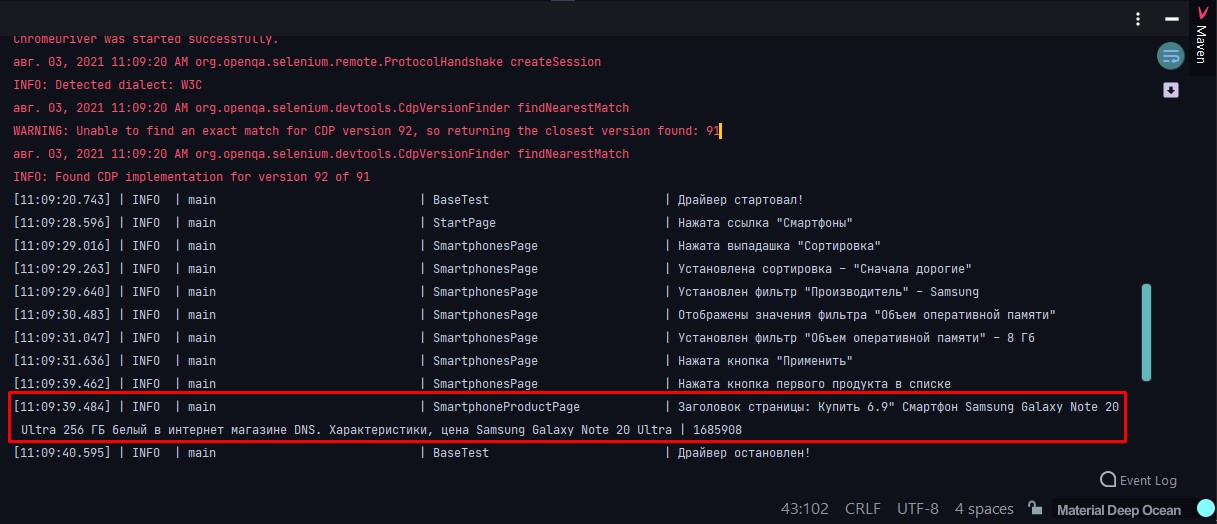 Maven
ChromeDriver was started successfully.
авг. 03, 2021 11:09:20 AM org.openqa.selenium.remote.ProtocolHandshake createSession
INFO: Detected dialect: W3C
авг. 03, 2021 11:09:20 AM org.openqa.selenium.devtools.CdpVersionFinder findNearestMatch
WARNING: Unable to find an exact match for CDP version 92, so returning the closest version found: 91
авг. 03, 2021 11:09:20 AM org.openqa.selenium.devtools.CdpVersionFinder findNearestMatch
INFO: Found CDP implementation for version 92 of 91
[11:09:20.743] | INFO | main | BaseTest | Драйвер стартовал!
[11:09:28.596] | INFO | main | StartPage | Нажата ссылка "Смартфоны"
[11:09:29.016] | INFO | main | SmartphonesPage | Нажата выпадашка "Сортировка"
[11:09:29.263] | INFO | main | SmartphonesPage | Установлена сортировка - "Сначала дорогие"
[11:09:29.640] | INFO | main | SmartphonesPage | Установлен фильтр "Производитель" - Samsung
[11:09:30.483] | INFO | main | SmartphonesPage | Отображены значения фильтра "Объем оперативной памяти"
[11:09:31.047] | INFO | main | SmartphonesPage | Установлен фильтр "Объем оперативной памяти" - 8 Гб
[11:09:31.636] | INFO | main | SmartphonesPage | Нажата кнопка "Применить"
[11:09:39.462] | INFO | main | SmartphonesPage | Нажата кнопка первого продукта в списке
[11:09:39.484] | INFO | main | SmartphoneProductPage | Заголовок страницы: Купить 6.9" Смартфон Samsung Galaxy Note 20
Ultra 256 ГБ белый в интернет магазине DNS. Характеристики, цена Samsung Galaxy Note 20 Ultra | 1685908
[11:09:40.595] | INFO | main | BaseTest | Драйвер остановлен!
Event Log
43:102 CRLF UTF-8 4 spaces Material Deep Ocean